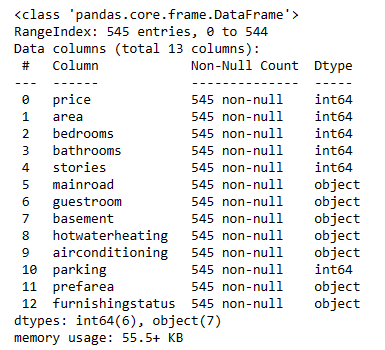 <class 'pandas.core.frame.DataFrame'>
RangeIndex: 545 entries, 0 to 544
Data columns (total 13 columns):
 #   Column            Non-Null Count  Dtype
---  ------            --------------  -----
 0   price             545 non-null    int64
 1   area              545 non-null    int64
 2   bedrooms          545 non-null    int64
 3   bathrooms         545 non-null    int64
 4   stories           545 non-null    int64
 5   mainroad          545 non-null    object
 6   guestroom         545 non-null    object
 7   basement          545 non-null    object
 8   hotwaterheating   545 non-null    object
 9   airconditioning   545 non-null    object
 10  parking           545 non-null    int64
 11  prefarea          545 non-null    object
 12  furnishingstatus  545 non-null    object
dtypes: int64(6), object(7)
memory usage: 55.5+ KB